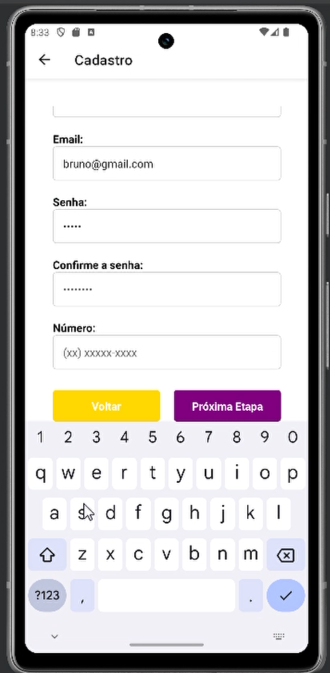 8:33
Cadastro
Email:
bruno@gmail.com
Senha:
•••••
Confirme a senha:
••••••••
Número:
(xx) xxxxx-xxxx
Voltar
Próxima Etapa
1 2 3 4 5 6 7 8 9 0
q w e r t y u i o p
a s d f g h j k l
z x c v b n m
?123 , .